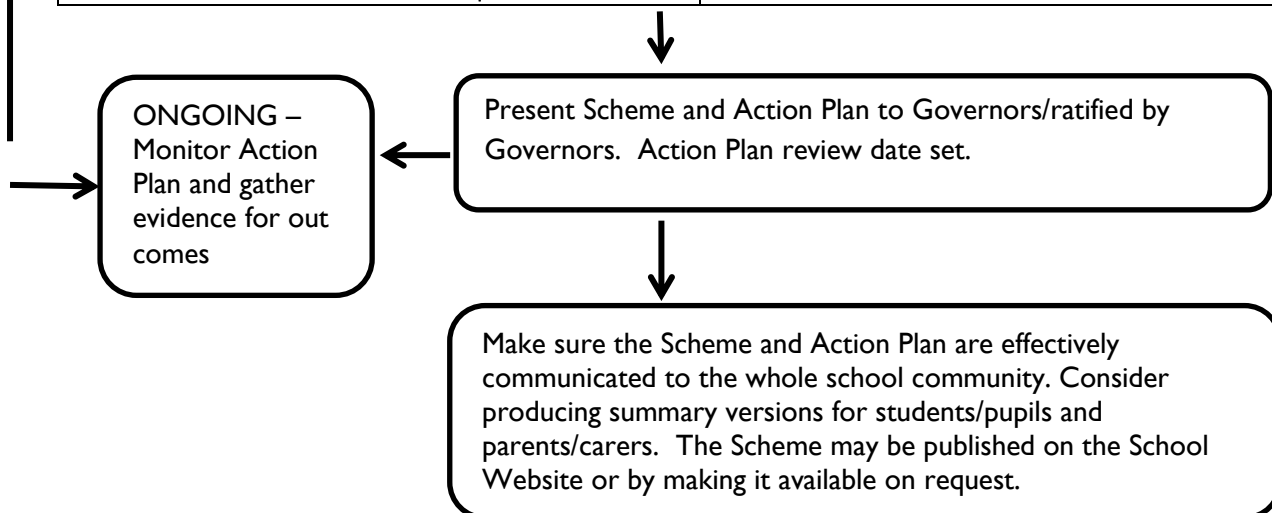 ONGOING –
Monitor Action
Plan and gather
evidence for out
comes
Present Scheme and Action Plan to Governors/ratified by
Governors.  Action Plan review date set.
Make sure the Scheme and Action Plan are effectively
communicated to the whole school community. Consider
producing summary versions for students/pupils and
parents/carers.  The Scheme may be published on the School
Website or by making it available on request.